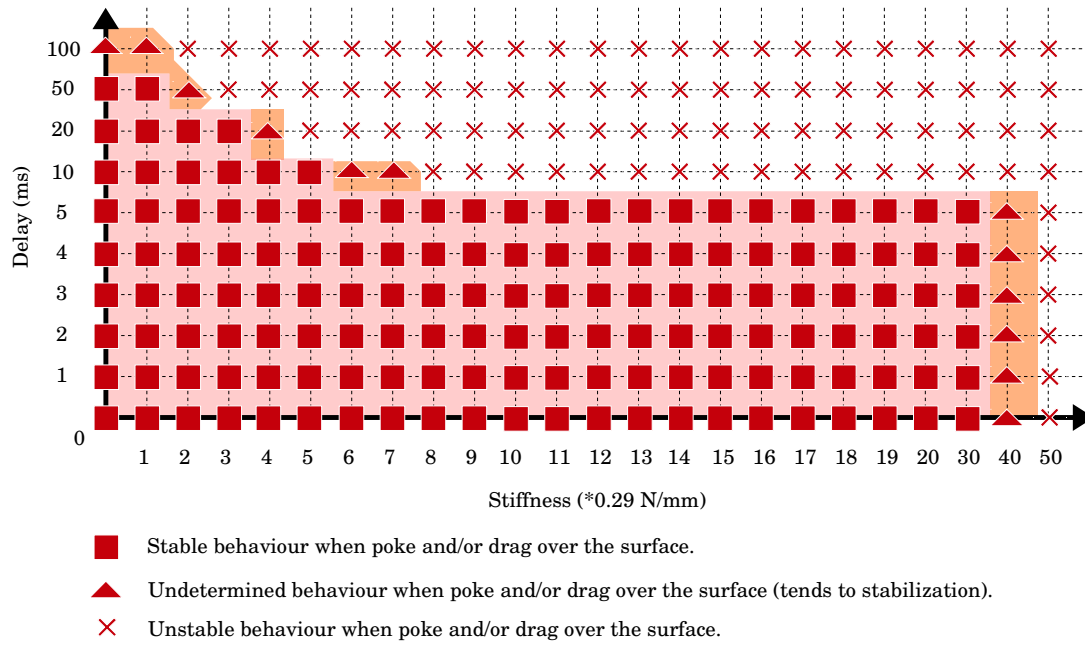 100
50
20
10
5
4
3
2
1
0
Delay (ms)
1 2 3 4 5 6 7 8 9 10 11 12 13 14 15 16 17 18 19 20 30 40 50
Stiffness (*0.29 N/mm)
Stable behaviour when poke and/or drag over the surface.
Undetermined behaviour when poke and/or drag over the surface (tends to stabilization).
Unstable behaviour when poke and/or drag over the surface.